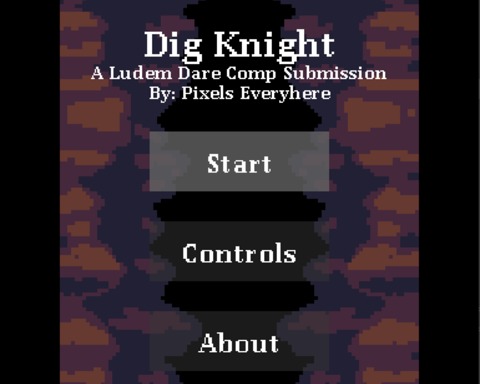 Dig Knight
A Ludem Dare Comp Submission
By: Pixels Everyhere
Start
Controls
About